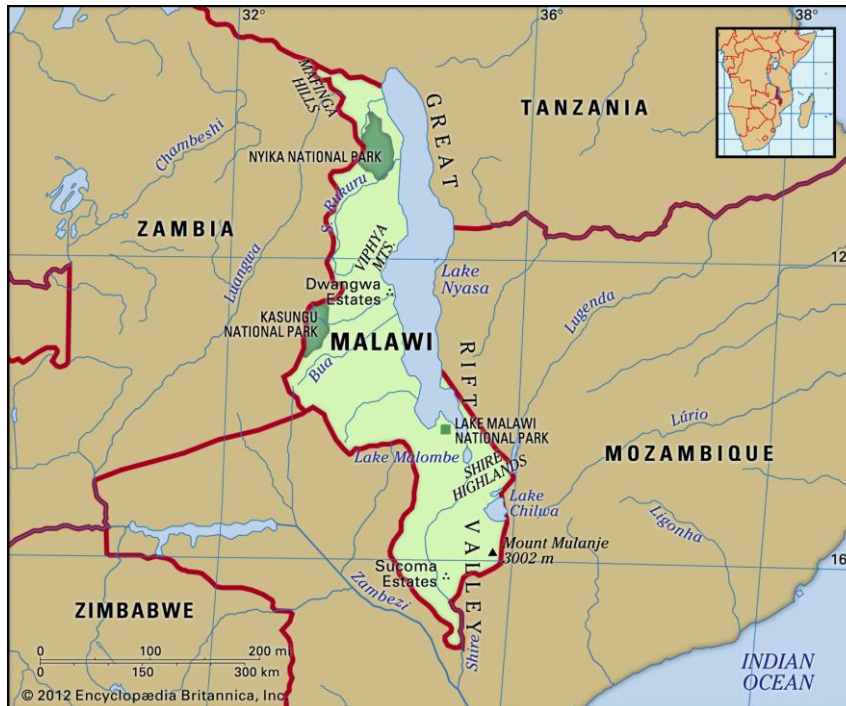 32°
36°
38°
MAFINGA
HILLS
GREAT
TANZANIA
Chambeshi
NYIKA NATIONAL PARK
S. Rukuru
ZAMBIA
VIPHYA
MTS.
Luangwa
12
Lake
Nyasa
Dwangwa
Estates
Lugenda
KASUNGU
NATIONAL PARK
MALAWI
RIFT
Bua
LAKE MALAWI
NATIONAL PARK
Lúrio
MOZAMBIQUE
Lake Malombe
SHIRE
HIGHLANDS
Lake
Chilwa
Ligonha
VALLEY
Mount Mulanje
3002 m
16
Sucoma
Estates
Zambezi
ZIMBABWE
Shire
0 100 200 mi
0 150 300 km
INDIAN
OCEAN
© 2012 Encyclopædia Britannica, Inc.